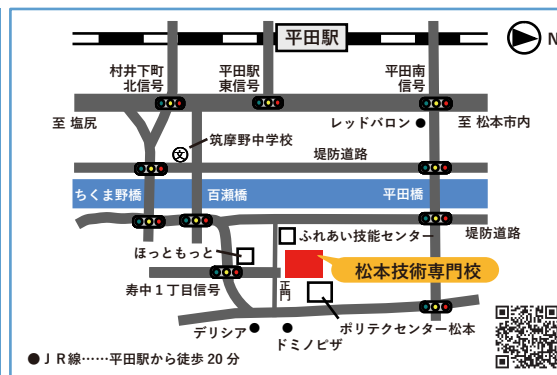 平田駅
N
村井下町
北信号
平田駅
東信号
平田南
信号
至 塩尻
レッドバロン ●
至 松本市内
文
筑摩野中学校
堤防道路
ちくま野橋
百瀬橋
平田橋
ふれあい技能センター
堤防道路
ほっともっと
松本技術専門校
寿中1丁目信号
正門
ポリテクセンター松本
デリシア
ドミノピザ
●JR線……平田駅から徒歩20分